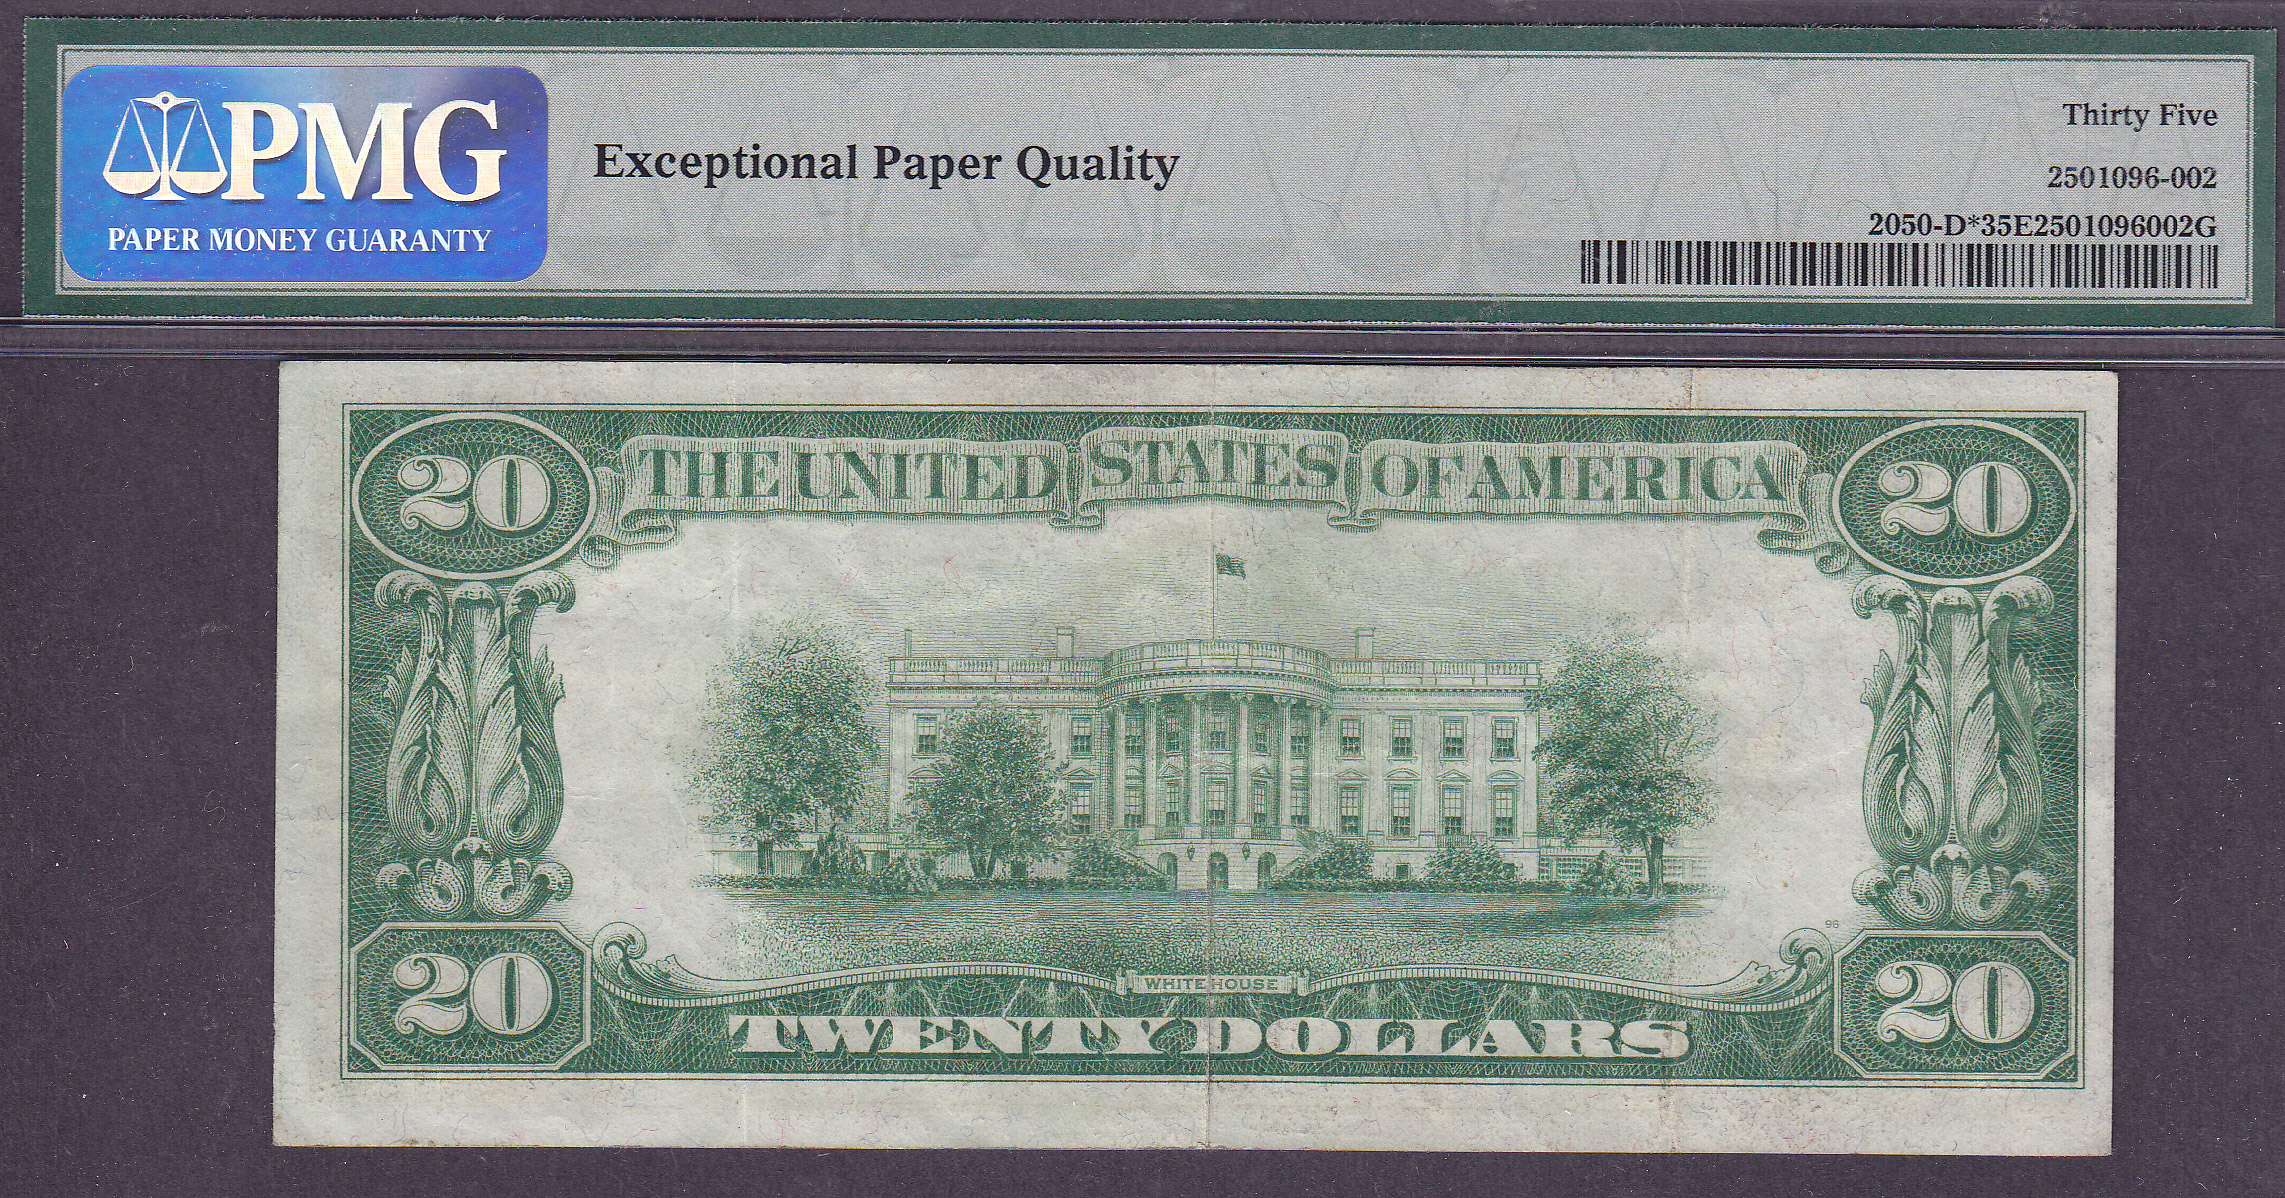 PMG
PAPER MONEY GUARANTY
Exceptional Paper Quality
Thirty Five
2501096-002
2050-D*35E2501096002G
20
THE UNITED STATES OF AMERICA
20
96
20
WHITE HOUSE
TWENTY DOLLARS
20